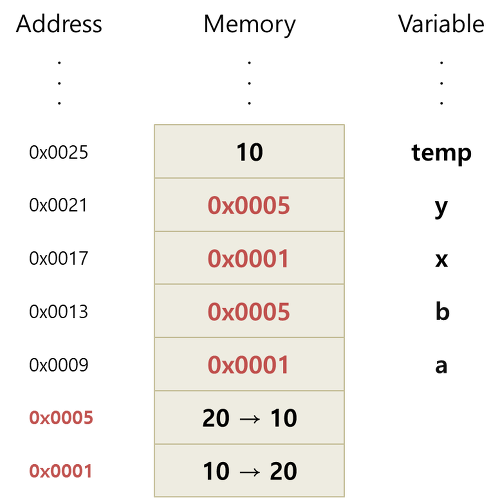 Address Memory Variable
. . .
. . .
. . .
0x0025 10 temp
0x0021 0x0005 y
0x0017 0x0001 x
0x0013 0x0005 b
0x0009 0x0001 a
0x0005 20 → 10
0x0001 10 → 20